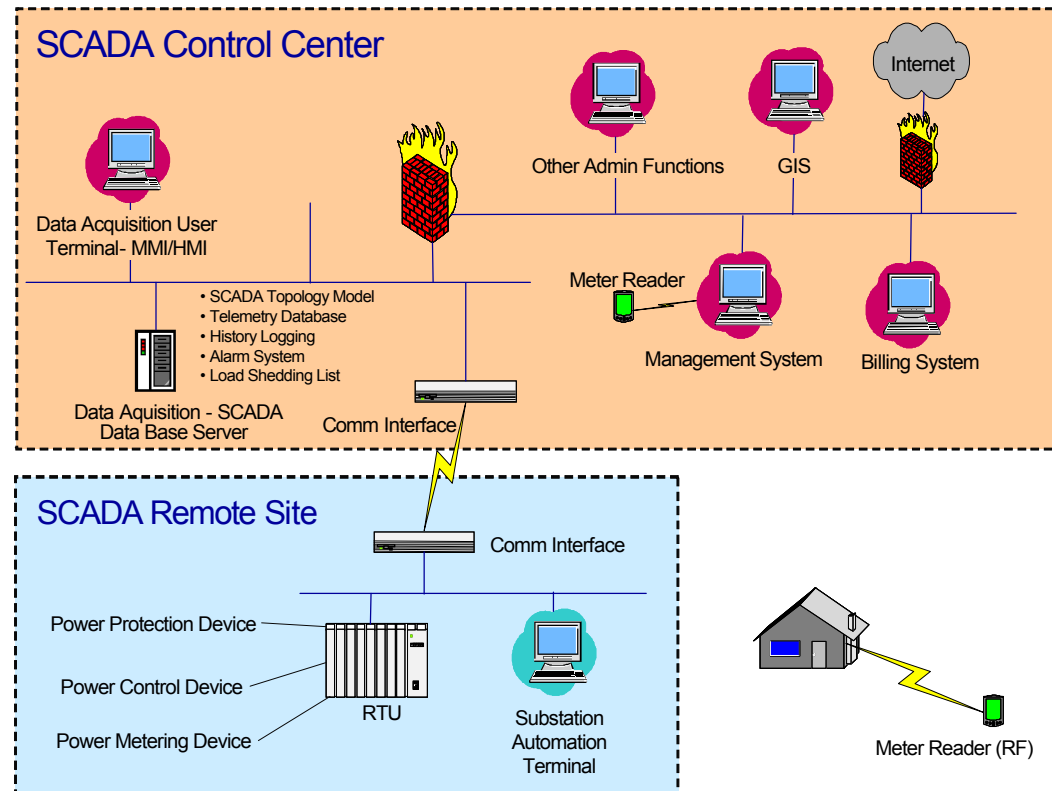 SCADA Control Center
Internet
Other Admin Functions
GIS
Data Acquisition User
Terminal- MMI/HMI
• SCADA Topology Model
• Telemetry Database
• History Logging
• Alarm System
• Load Shedding List
Meter Reader
Management System
Billing System
Data Aquisition - SCADA
Data Base Server
Comm Interface
SCADA Remote Site
Comm Interface
Power Protection Device
Power Control Device
Power Metering Device
RTU
Substation
Automation
Terminal
Meter Reader (RF)